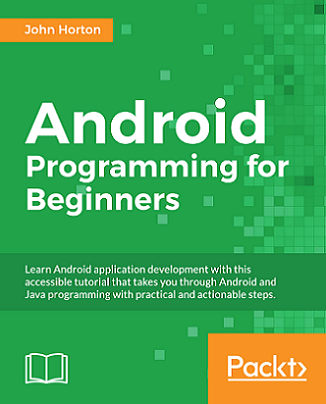 John Horton
Android
Programming for
Beginners
Learn Android application development with this
accessible tutorial that takes you through Android and
Java programming with practical and actionable steps.
Packt>